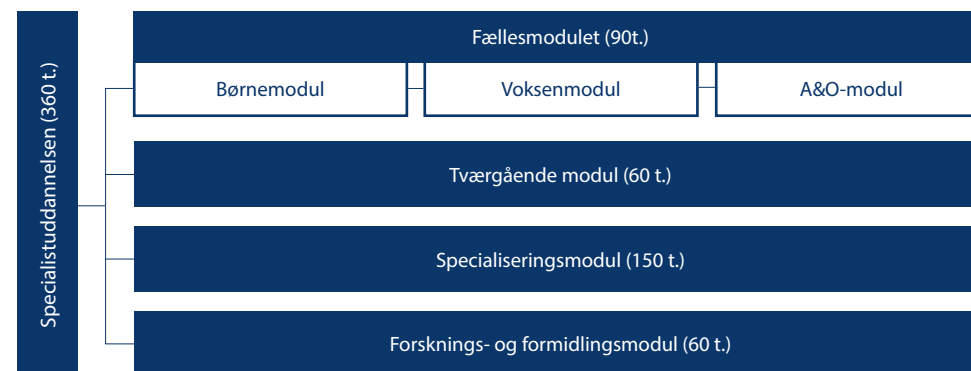 Specialistuddannelsen (360 t.)
Fællesmodulet (90t.)
Børnemodul
Voksenmodul
A&O-modul
Tværgående modul (60 t.)
Specialiseringsmodul (150 t.)
Forsknings- og formidlingsmodul (60 t.)